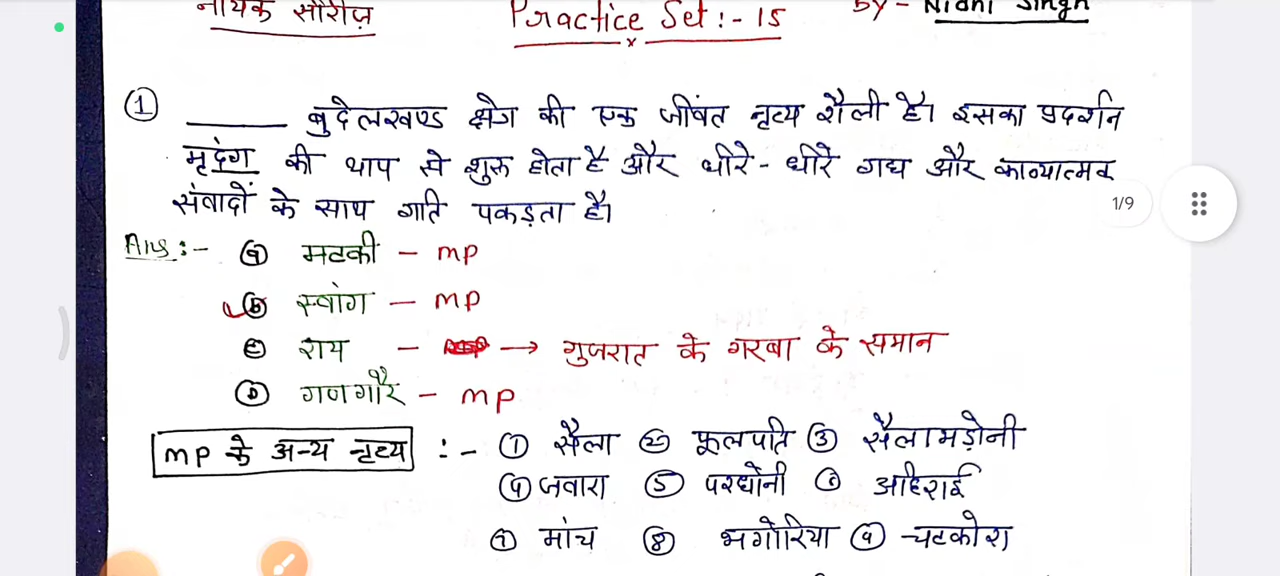 नायक सीरीज़ Practice Set :- 15 By - Nidhi Singh
① ______ बुदेलखण्ड क्षेत्र की एक जीवंत नृत्य शैली है। इसका प्रदर्शन
मृदंग की थाप से शुरू होता है और धीरे - धीरे गद्य और काव्यात्मक
संवादों के साथ गति पकड़ता है।
1/9
Ans :- ⓐ मटकी - MP
ⓑ स्वांग - MP
ⓒ राय - → गुजरात के गरबा के समान
ⓓ गणगौर - MP
MP के अन्य नृत्य :- ① सैला ② फूलपति ③ सैलामड़ोनी
④ जवारा ⑤ परधोनी ⑥ अहिराई
⑦ मांच ⑧ भगोरिया ⑨ चटकोरा